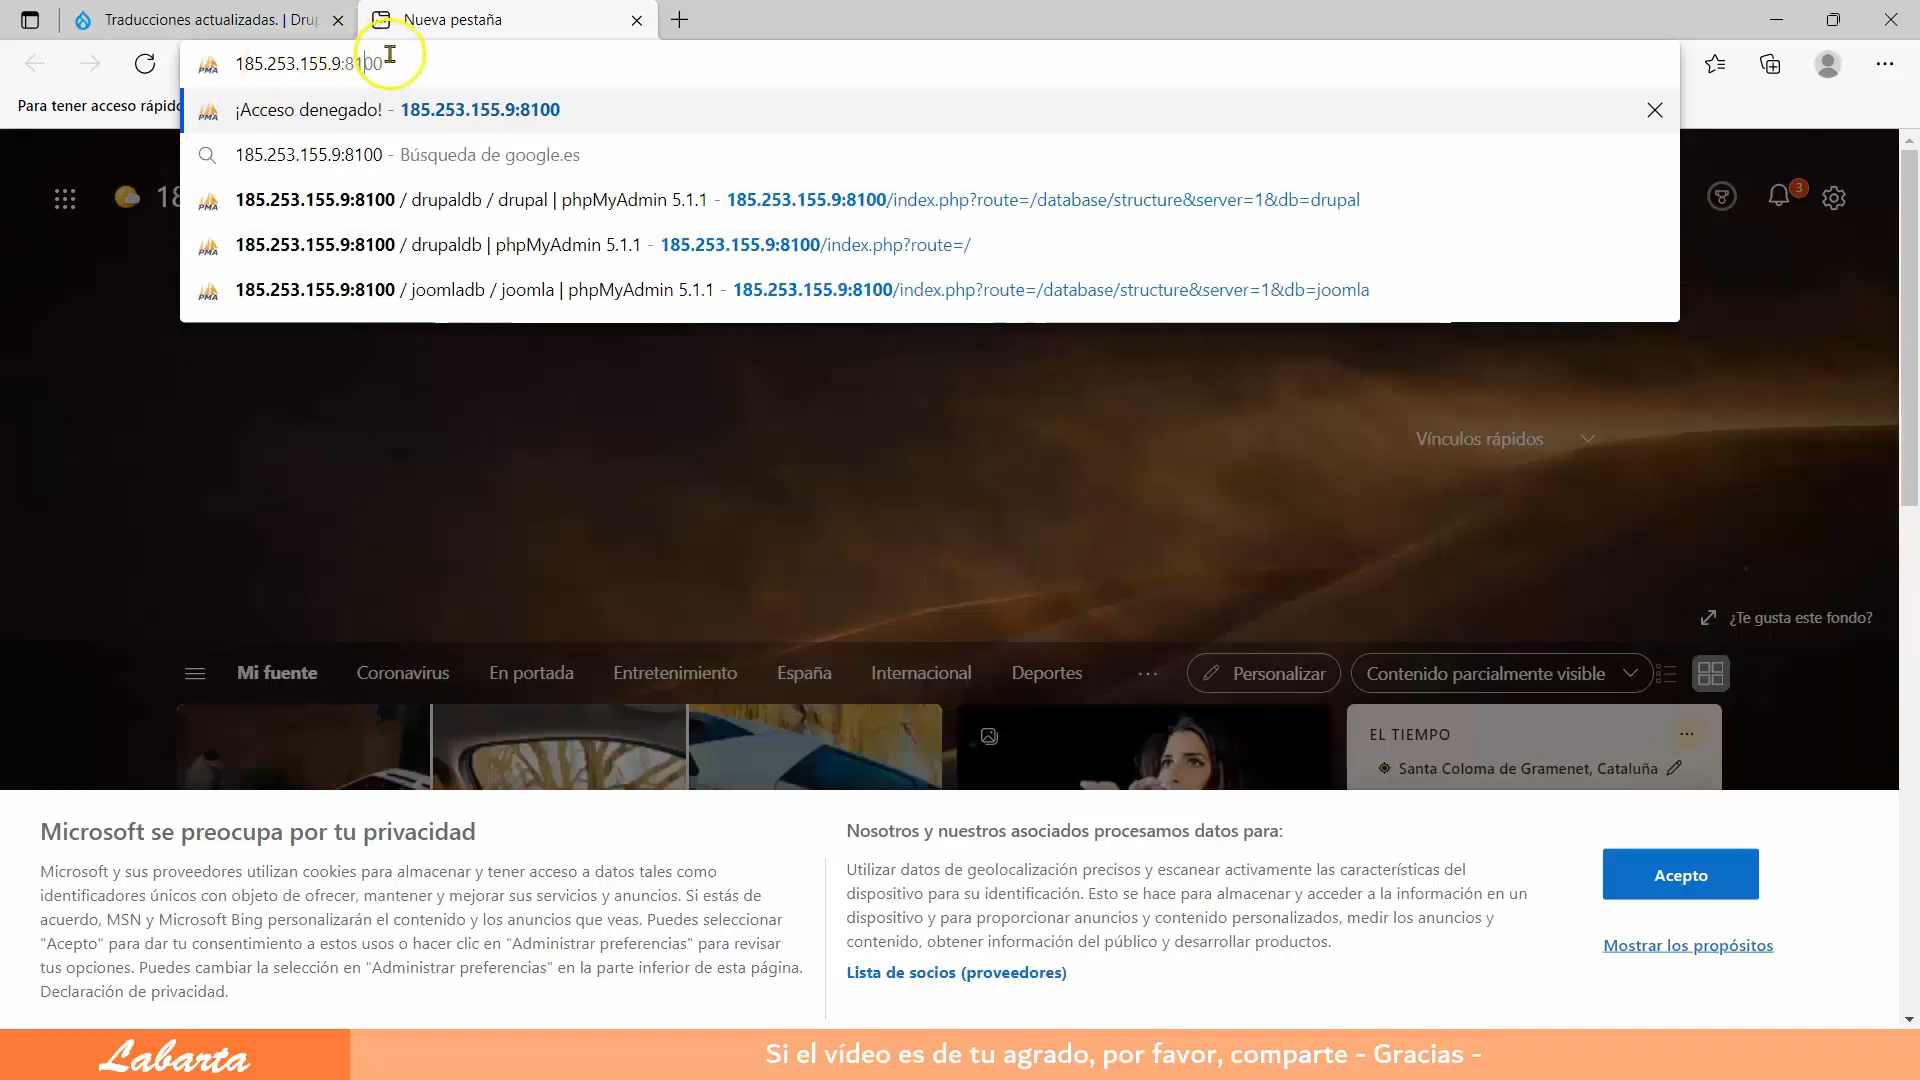 Traducciones actualizadas. | Drup
Nueva pestaña
185.253.155.9:8100
Para tener acceso rápido
¡Acceso denegado! - 185.253.155.9:8100
185.253.155.9:8100 - Búsqueda de google.es
185.253.155.9:8100 / drupaldb / drupal | phpMyAdmin 5.1.1 - 185.253.155.9:8100/index.php?route=/database/structure&server=1&db=drupal
185.253.155.9:8100 / drupaldb | phpMyAdmin 5.1.1 - 185.253.155.9:8100/index.php?route=/
185.253.155.9:8100 / joomladb / joomla | phpMyAdmin 5.1.1 - 185.253.155.9:8100/index.php?route=/database/structure&server=1&db=joomla
18
3
Vínculos rápidos
¿Te gusta este fondo?
Mi fuente Coronavirus En portada Entretenimiento España Internacional Deportes ... Personalizar Contenido parcialmente visible
EL TIEMPO
Santa Coloma de Gramenet, Cataluña
Microsoft se preocupa por tu privacidad
Microsoft y sus proveedores utilizan cookies para almacenar y tener acceso a datos tales como
identificadores únicos con objeto de ofrecer, mantener y mejorar sus servicios y anuncios. Si estás de
acuerdo, MSN y Microsoft Bing personalizarán el contenido y los anuncios que veas. Puedes seleccionar
"Acepto" para dar tu consentimiento a estos usos o hacer clic en "Administrar preferencias" para revisar
tus opciones. Puedes cambiar la selección en "Administrar preferencias" en la parte inferior de esta página.
Declaración de privacidad.
Nosotros y nuestros asociados procesamos datos para:
Utilizar datos de geolocalización precisos y escanear activamente las características del
dispositivo para su identificación. Esto se hace para almacenar y acceder a la información en un
dispositivo y para proporcionar anuncios y contenido personalizados, medir los anuncios y
contenido, obtener información del público y desarrollar productos.
Lista de socios (proveedores)
Acepto
Mostrar los propósitos
Labarta
Si el vídeo es de tu agrado, por favor, comparte - Gracias -